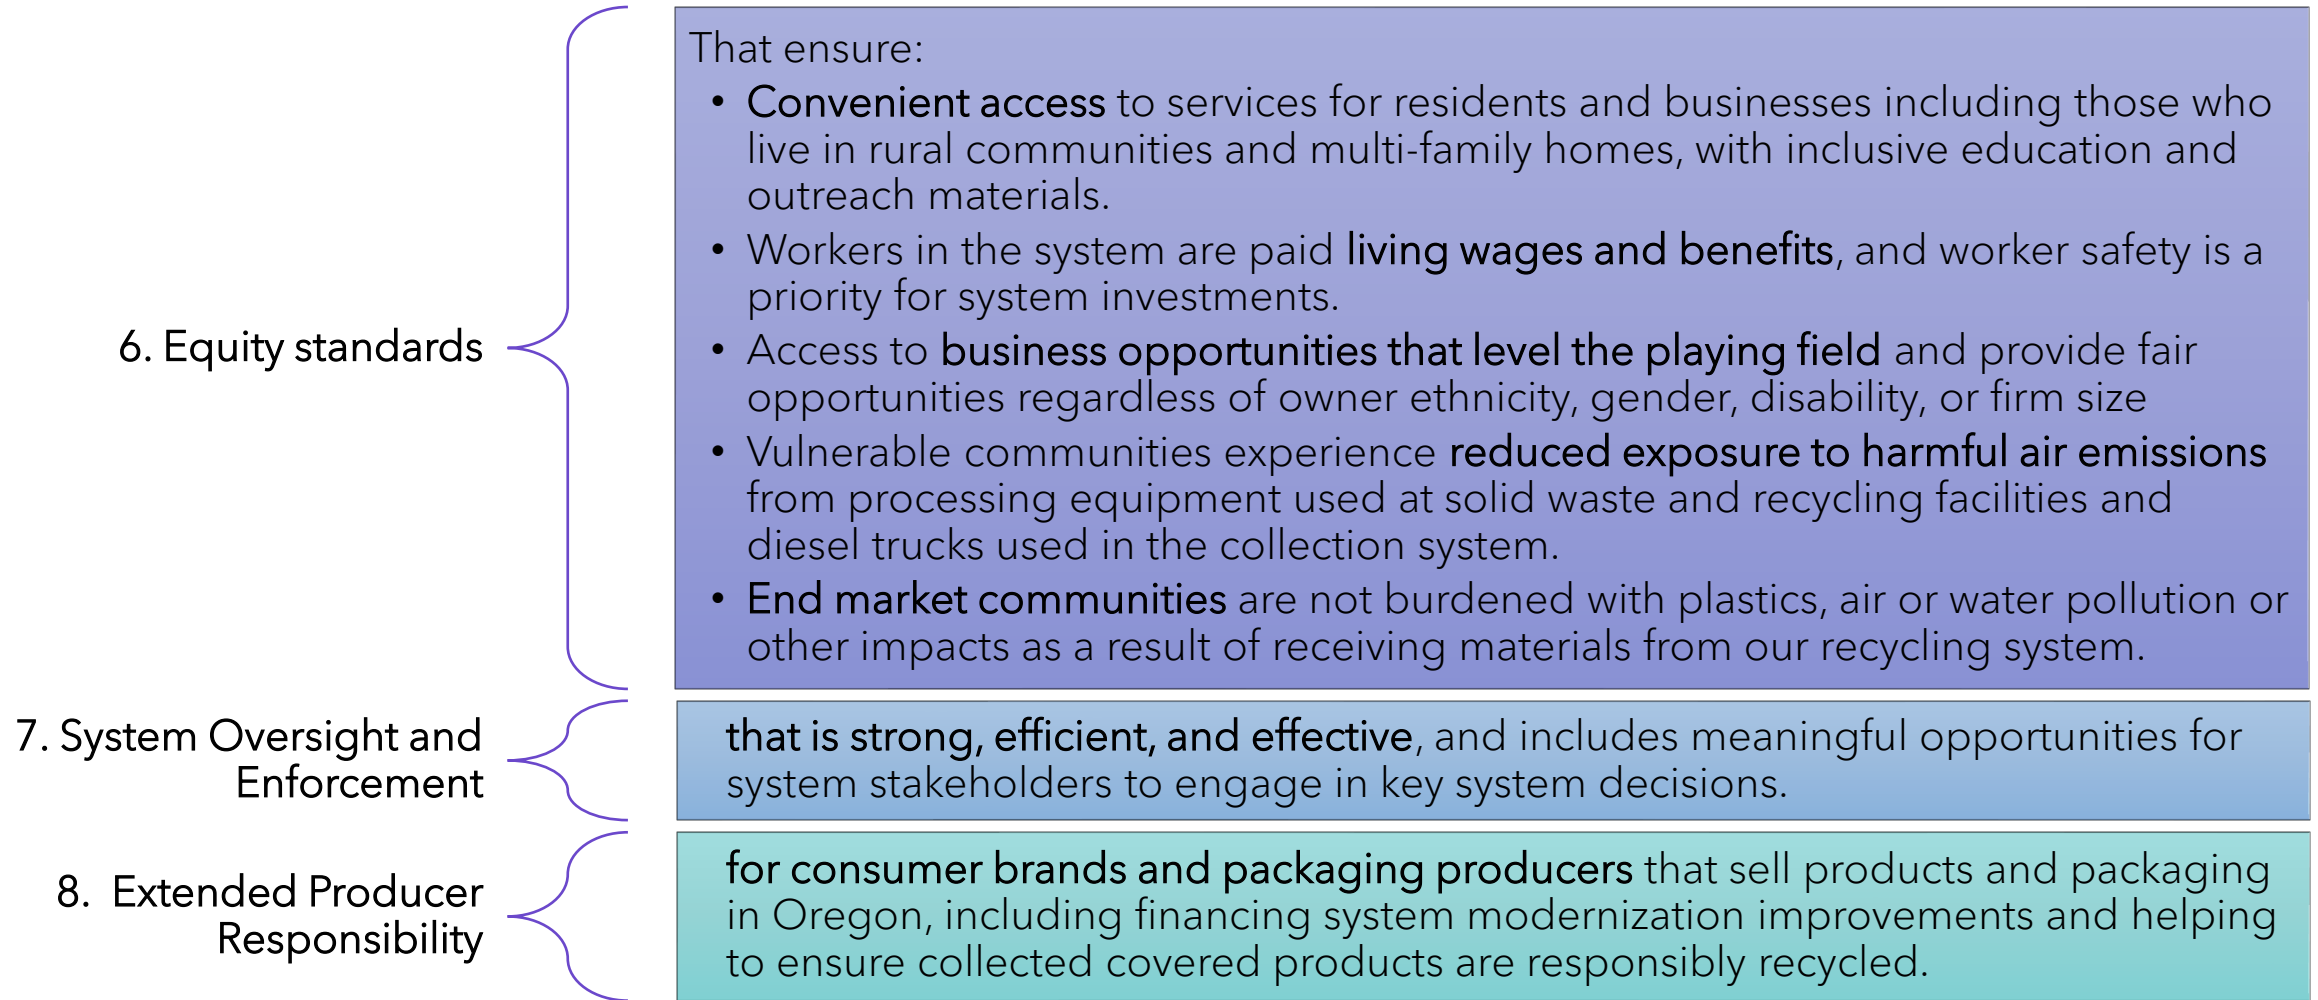 6. Equity standards
That ensure:
• Convenient access to services for residents and businesses including those who
live in rural communities and multi-family homes, with inclusive education and
outreach materials.
• Workers in the system are paid living wages and benefits, and worker safety is a
priority for system investments.
• Access to business opportunities that level the playing field and provide fair
opportunities regardless of owner ethnicity, gender, disability, or firm size
• Vulnerable communities experience reduced exposure to harmful air emissions
from processing equipment used at solid waste and recycling facilities and
diesel trucks used in the collection system.
• End market communities are not burdened with plastics, air or water pollution or
other impacts as a result of receiving materials from our recycling system.
7. System Oversight and
Enforcement
that is strong, efficient, and effective, and includes meaningful opportunities for
system stakeholders to engage in key system decisions.
8. Extended Producer
Responsibility
for consumer brands and packaging producers that sell products and packaging
in Oregon, including financing system modernization improvements and helping
to ensure collected covered products are responsibly recycled.